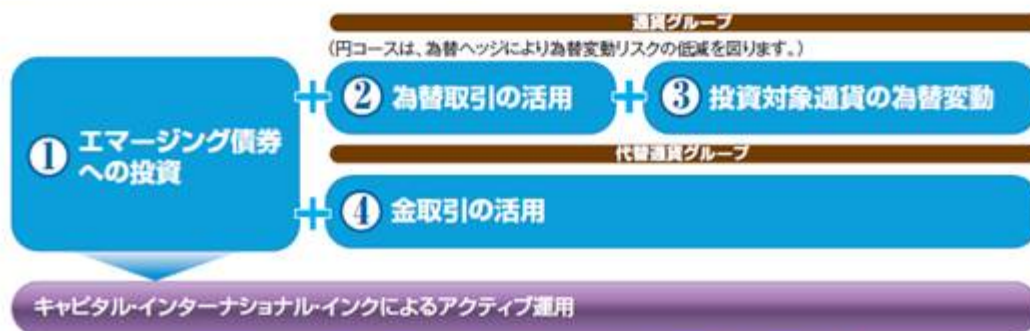 通貨グループ
(円コースは、為替ヘッジにより為替変動リスクの低減を図ります。)
① エマージング債券
への投資
+ ② 為替取引の活用 + ③ 投資対象通貨の為替変動
代替通貨グループ
+ ④ 金取引の活用
キャピタル・インターナショナル・インクによるアクティブ運用